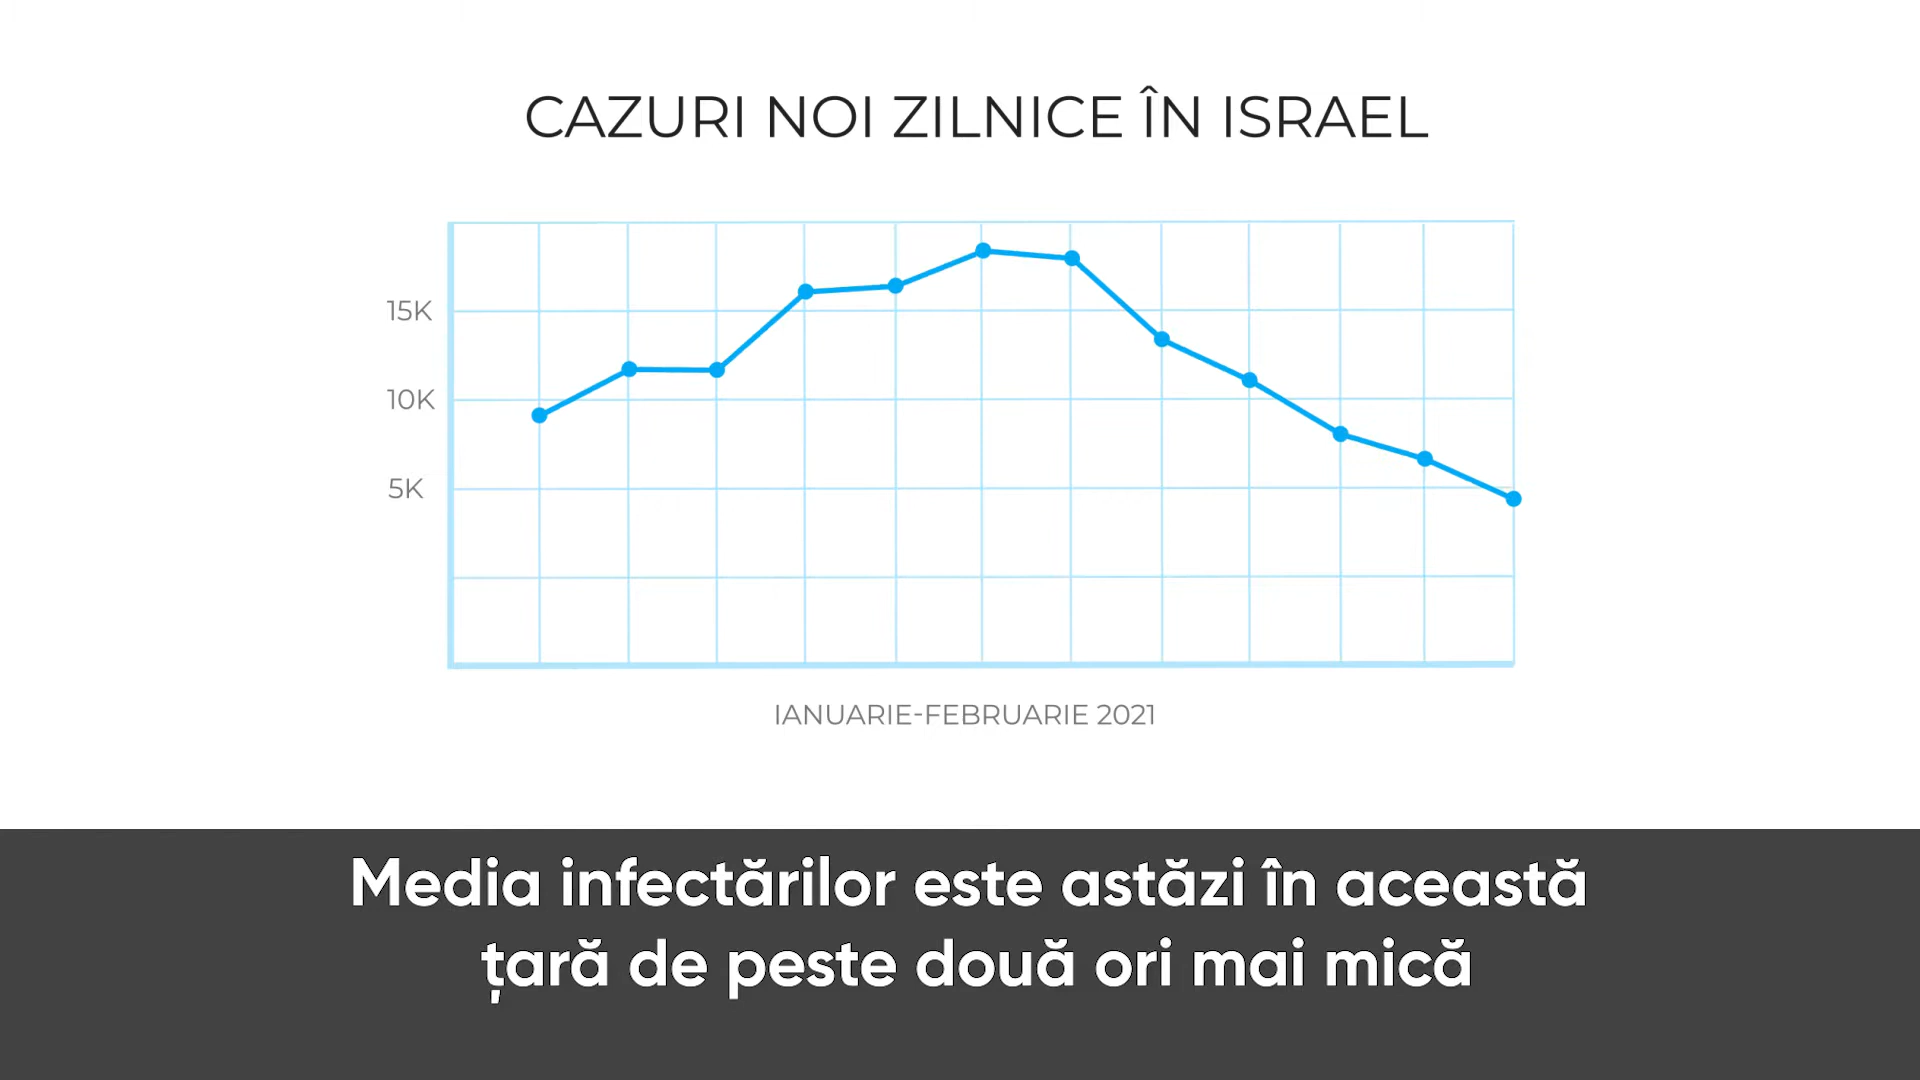 CAZURI NOI ZILNICE ÎN ISRAEL
15K
10K
5K
IANUARIE-FEBRUARIE 2021
Media infectărilor este astăzi în această
țară de peste două ori mai mică